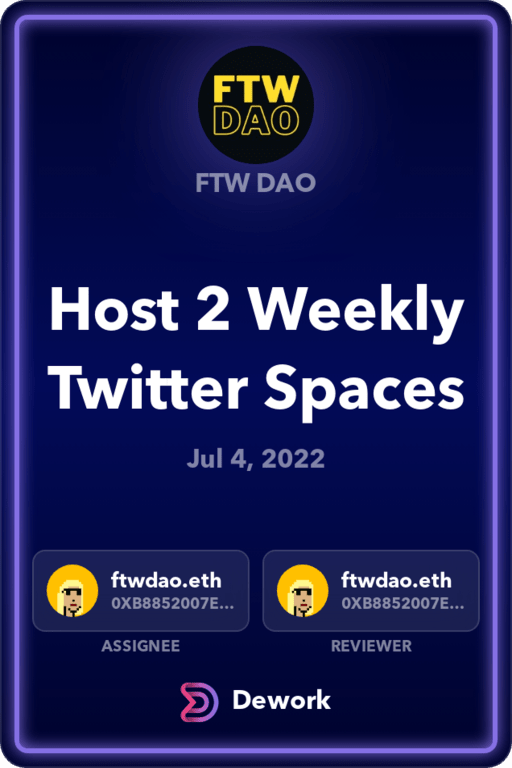 FTW
DAO
FTW DAO
Host 2 Weekly
Twitter Spaces
Jul 4, 2022
ftwdao.eth
0XB8852007E...
ASSIGNEE
ftwdao.eth
0XB8852007E...
REVIEWER
Dework